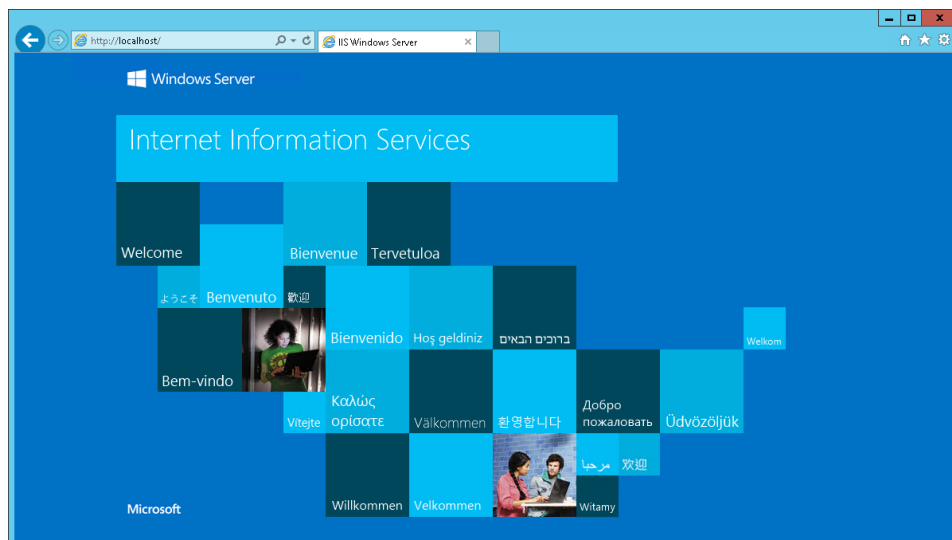 http://localhost/
IIS Windows Server
Windows Server
Internet Information Services
Welcome
Bienvenue
Tervetuloa
ようこそ
Benvenuto
歡迎
Bienvenido
Hoş geldiniz
ברוכים הבאים
Welkom
Bem-vindo
Vítejte
Καλώς
ορίσατε
Välkommen
환영합니다
Добро
пожаловать
Üdvözöljük
مرحبا
欢迎
Willkommen
Velkommen
Witamy
Microsoft